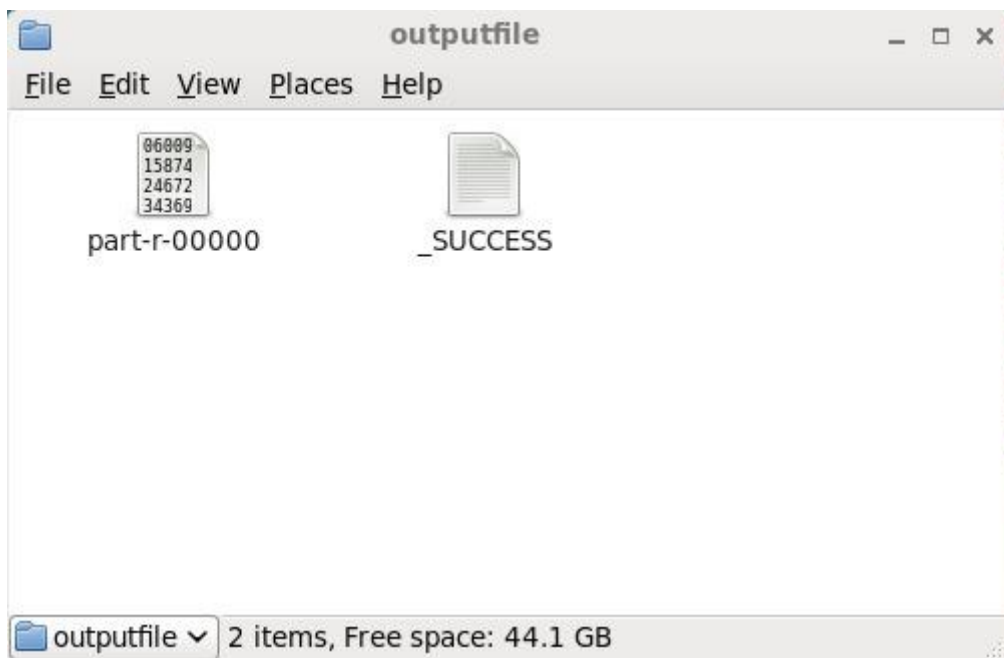 outputfile
File Edit View Places Help
06009
15874
24672
34369
part-r-00000
_SUCCESS
outputfile 2 items, Free space: 44.1 GB